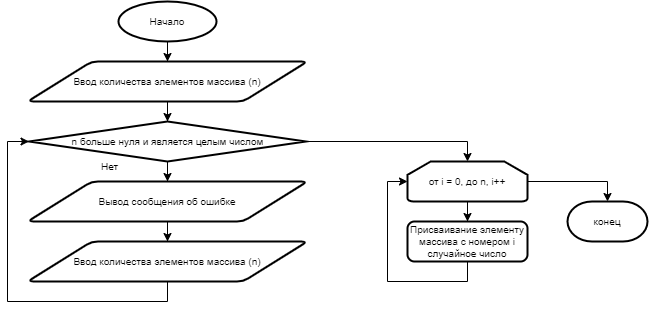 Начало
Ввод количества элементов массива (n)
n больше нуля и является целым числом
Нет
Вывод сообщения об ошибке
Ввод количества элементов массива (n)
от i = 0, до n, i++
Присваивание элементу
массива с номером i
случайное число
конец